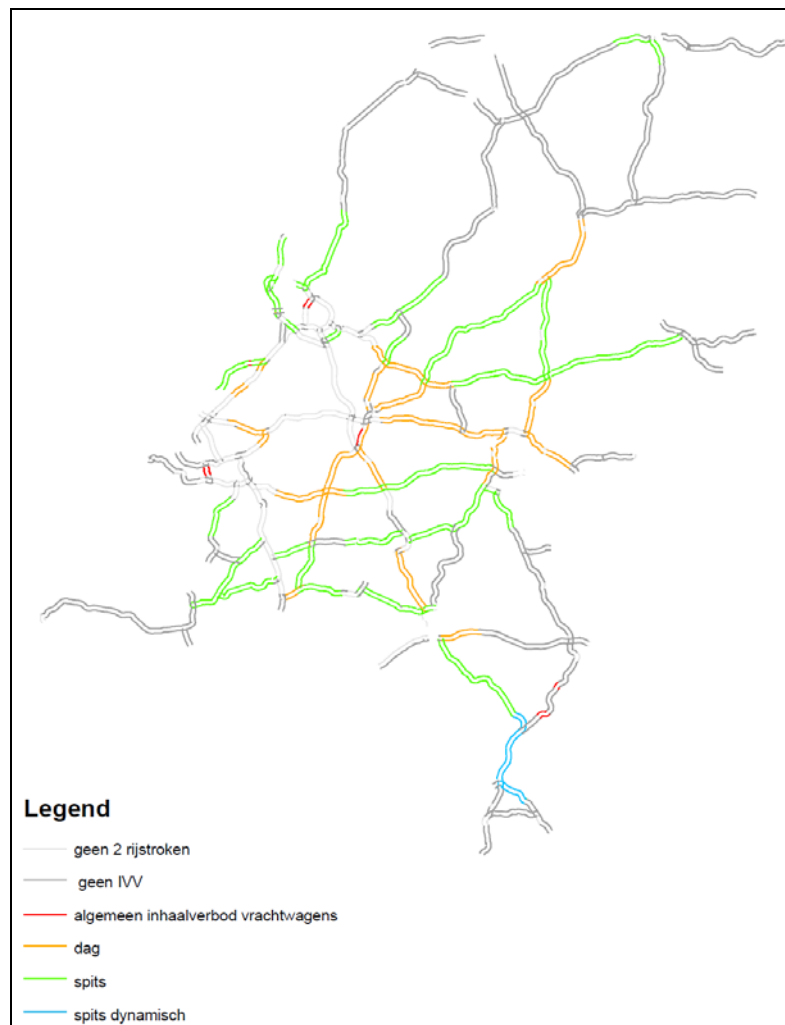 Legend
geen 2 rijstroken
geen IVV
algemeen inhaalverbod vrachtwagens
dag
spits
spits dynamisch